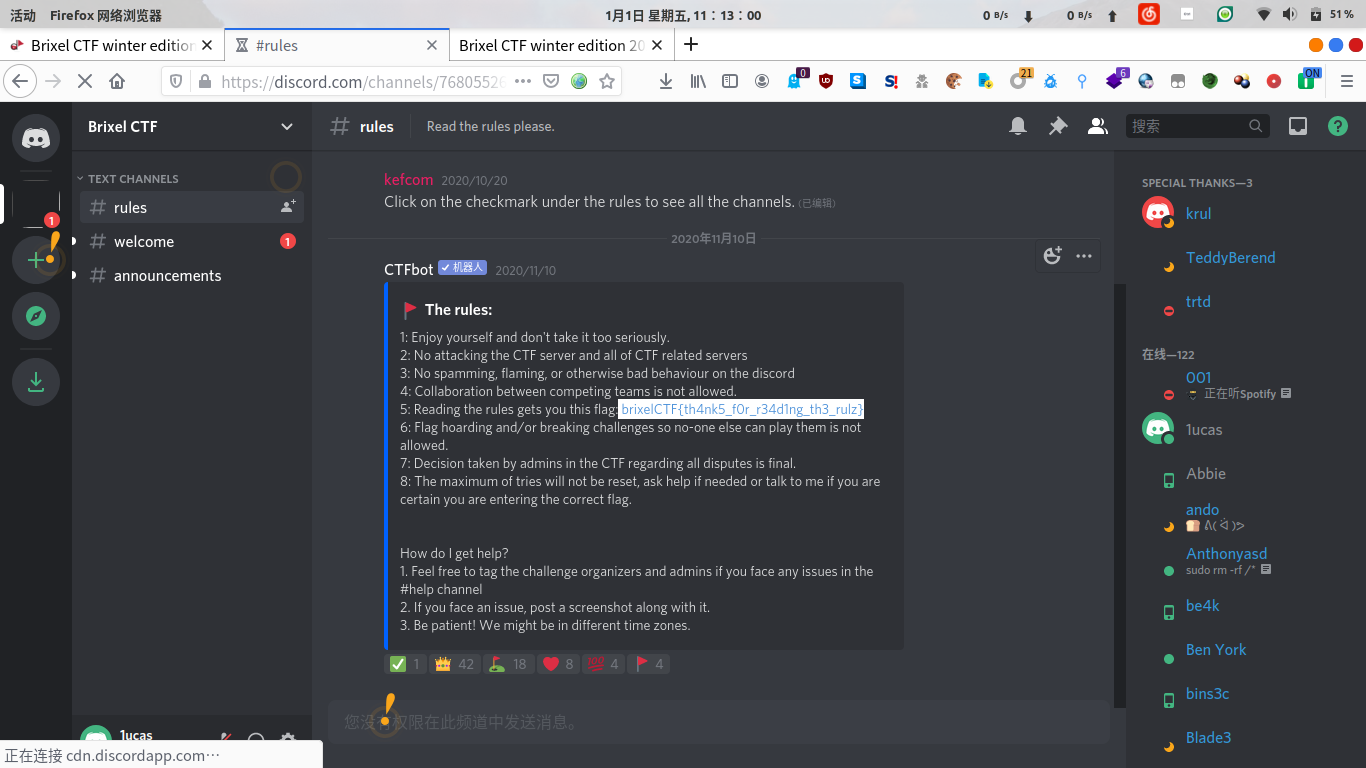 活动 Firefox 网络浏览器
1月1日 星期五, 11：13：00
0 B/s 0 B/s 51 %
Brixel CTF winter edition
#rules
Brixel CTF winter edition 20
https://discord.com/channels/76805526
0
21
6
ON
Brixel CTF
rules
Read the rules please.
搜索
TEXT CHANNELS
rules
welcome
1
announcements
1
kefcom 2020/10/20
Click on the checkmark under the rules to see all the channels. (已编辑)
2020年11月10日
CTFbot 机器人 2020/11/10
The rules:
1: Enjoy yourself and don't take it too seriously.
2: No attacking the CTF server and all of CTF related servers
3: No spamming, flaming, or otherwise bad behaviour on the discord
4: Collaboration between competing teams is not allowed.
5: Reading the rules gets you this flag: brixelCTF{th4nk5_f0r_r34d1ng_th3_rulz}
6: Flag hoarding and/or breaking challenges so no-one else can play them is not
allowed.
7: Decision taken by admins in the CTF regarding all disputes is final.
8: The maximum of tries will not be reset, ask help if needed or talk to me if you are
certain you are entering the correct flag.
How do I get help?
1. Feel free to tag the challenge organizers and admins if you face any issues in the
#help channel
2. If you face an issue, post a screenshot along with it.
3. Be patient! We might be in different time zones.
1 42 18 8 4 4
您没有权限在此频道中发送消息。
SPECIAL THANKS—3
krul
TeddyBerend
trtd
在线—122
001
正在听Spotify
1ucas
Abbie
ando
Anthonyasd
sudo rm -rf /*
be4k
Ben York
bins3c
Blade3
1ucas
正在连接 cdn.discordapp.com…